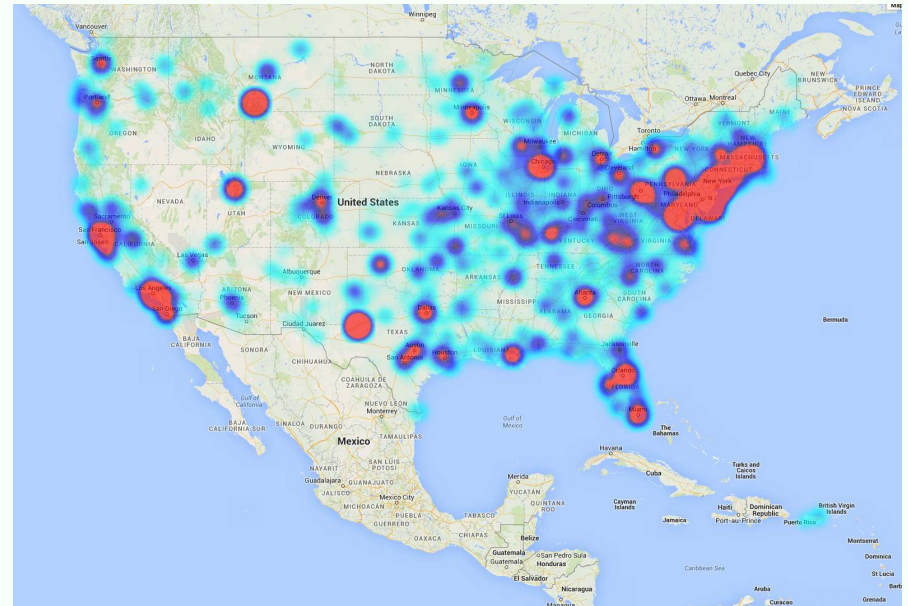 Map
Winnipeg
Vancouver
Seattle
WASHINGTON
MONTANA
NORTH
DAKOTA
MINNESOTA
Quebec City
NEW
BRUNSWICK
PRINCE
EDWARD
ISLAND
NOVA SCOTIA
Portland
Minneapolis
Ottawa
Montreal
MAINE
OREGON
IDAHO
SOUTH
DAKOTA
WISCONSIN
MICHIGAN
Toronto
VERMONT
NEW
HAMPSHIRE
WYOMING
Milwaukee
Hamilton
NEW YORK
MASSACHUSETTS
IOWA
Chicago
Detroit
Cleveland
CONNECTICUT
NEBRASKA
PENNSYLVANIA
New York
NEVADA
UTAH
Denver
COLORADO
United States
ILLINOIS
INDIANA
Indianapolis
OHIO
Columbus
Pittsburgh
Philadelphia
NJ
MARYLAND
Sacramento
Kansas City
KANSAS
MISSOURI
St Louis
Cincinnati
WEST
VIRGINIA
DELAWARE
San Francisco
San Jose
CALIFORNIA
KENTUCKY
VIRGINIA
Las Vegas
Albuquerque
OKLAHOMA
TENNESSEE
NORTH
CAROLINA
Los Angeles
ARIZONA
Phoenix
NEW MEXICO
ARKANSAS
SOUTH
CAROLINA
San Diego
Tucson
Ciudad Juarez
Dallas
MISSISSIPPI
ALABAMA
Atlanta
GEORGIA
Bermuda
TEXAS
BAJA
CALIFORNIA
SONORA
CHIHUAHUA
Austin
San Antonio
Houston
LOUISIANA
Jacksonville
COAHUILA DE
ZARAGOZA
Orlando
FLORIDA
Gulf of
California
NUEVO LEON
Monterrey
Miami
BAJA
CALIFORNIA SUR
SINALOA
DURANGO
Gulf of
Mexico
The
Bahamas
Mexico
TAMAULIPAS
Havana
SAN LUIS
POTOSI
Cuba
Turks and
Caicos
Islands
NAYARIT
Guadalajara
GUANAJUATO
JALISCO
Merida
YUCATAN
QUINTANA
ROO
Cayman
Islands
Mexico City
MICHOACÁN
PUEBLA
TABASCO
GUERRERO
Jamaica
Haiti
Port-au-Prince
Dominican
Republic
Puerto Rico
British Virgin
Islands
OAXACA
CHIAPAS
Belize
Montserrat
Guatemala
Guatemala
San Pedro Sula
Honduras
Dominica
Caribbean Sea
El Salvador
St Lucia
Nicaragua
Managua
Aruba
Curacao
Barb
Grenada